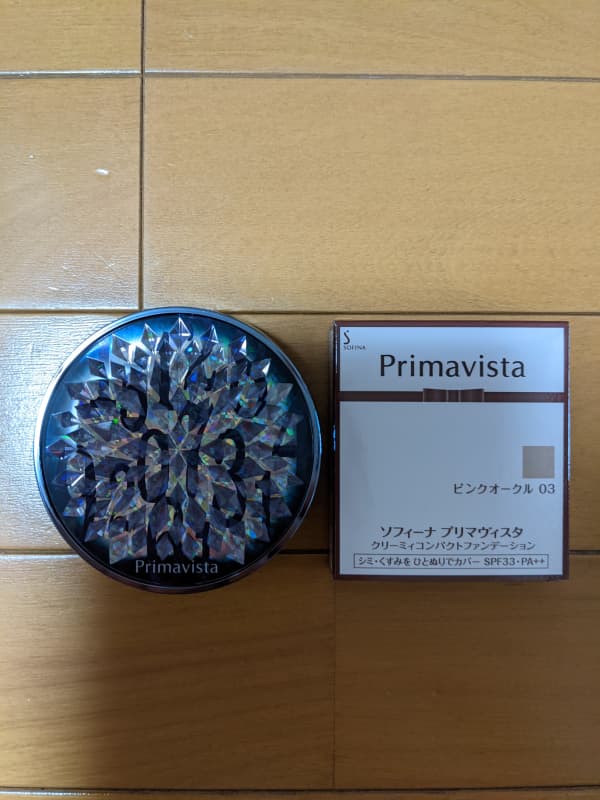 Primavista
SOFINA
Primavista
ピンクオークル 03
ソフィーナ プリマヴィスタ
クリーミィコンパクトファンデーション
シミ・くすみを ひとぬりでカバー SPF33・PA++